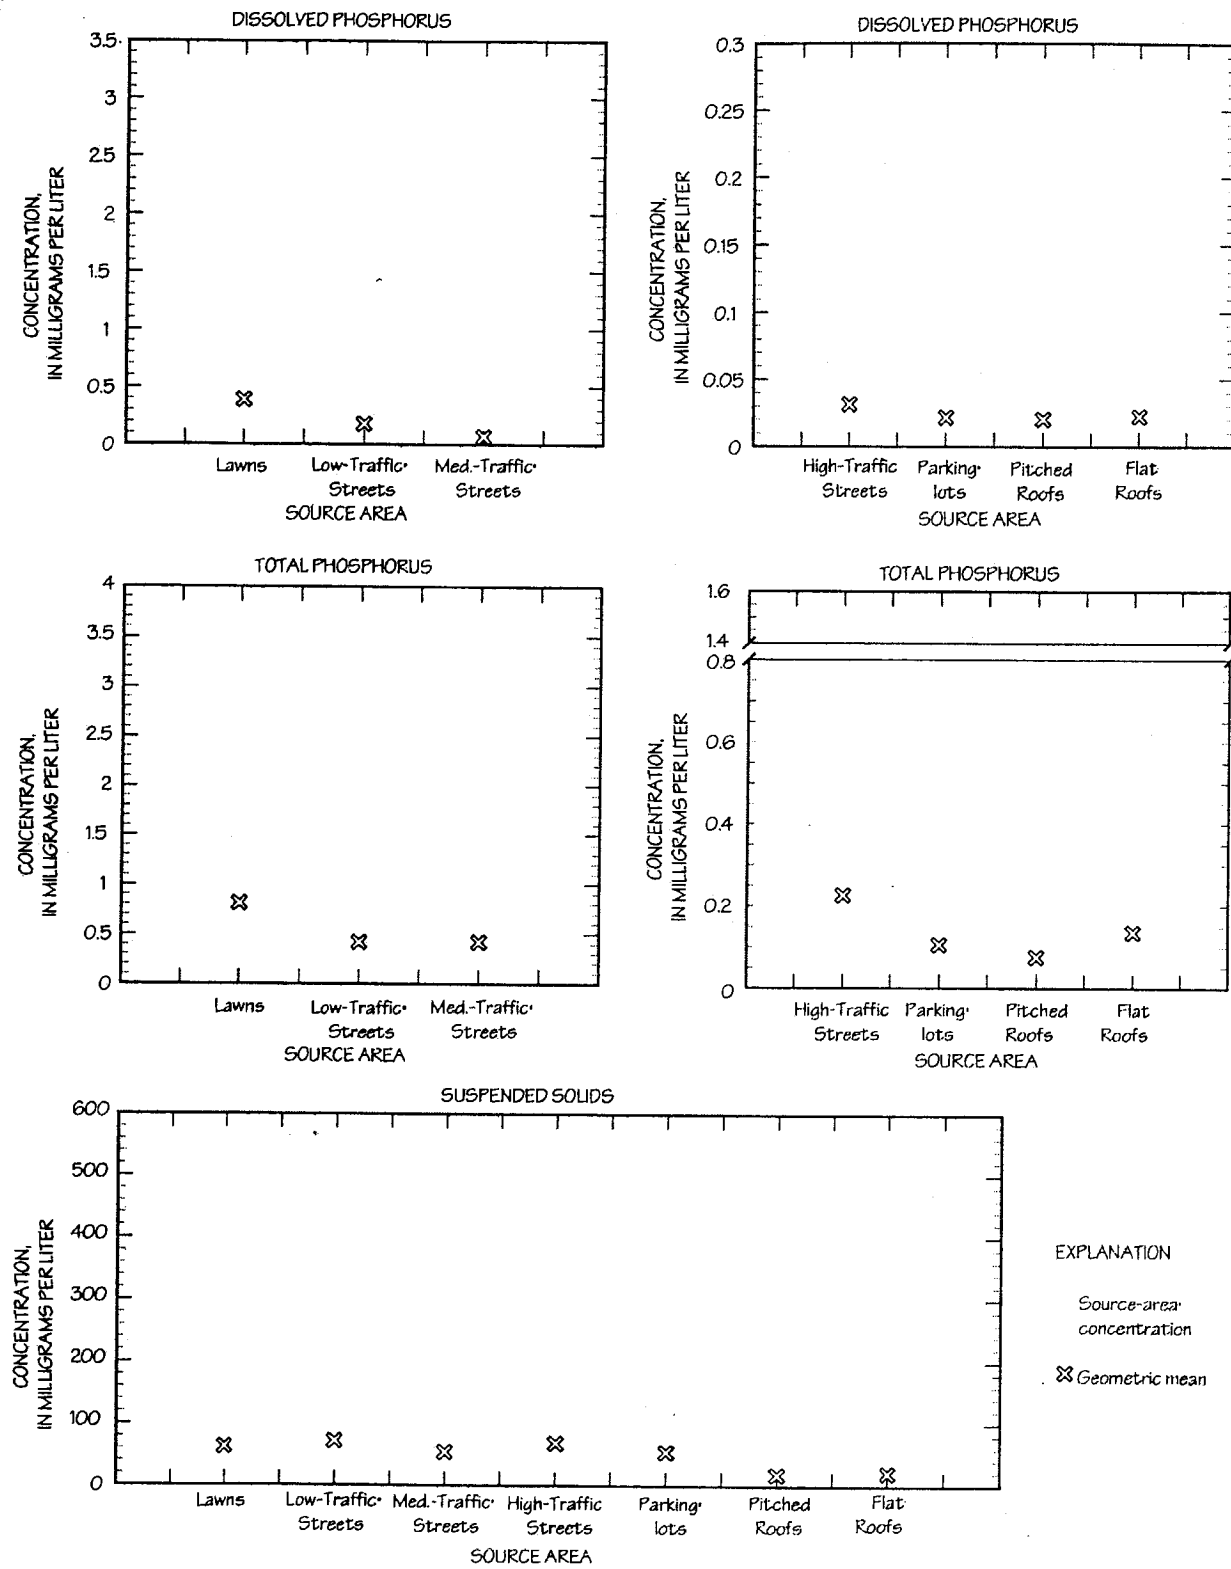 DISSOLVED PHOSPHORUS
3.5
3
2.5
2
1.5
1
0.5
0
CONCENTRATION,
IN MILLIGRAMS PER LITER
Lawns
Low-Traffic
Streets
Med.-Traffic
Streets
SOURCE AREA
DISSOLVED PHOSPHORUS
0.3
0.25
0.2
0.15
0.1
0.05
0
CONCENTRATION,
IN MILLIGRAMS PER LITER
High-Traffic
Streets
Parking
lots
Pitched
Roofs
Flat
Roofs
SOURCE AREA
TOTAL PHOSPHORUS
4
3.5
3
2.5
2
1.5
1
0.5
0
CONCENTRATION,
IN MILLIGRAMS PER LITER
Lawns
Low-Traffic
Streets
Med.-Traffic
Streets
SOURCE AREA
TOTAL PHOSPHORUS
1.6
1.4
0.8
0.6
0.4
0.2
0
CONCENTRATION,
IN MILLIGRAMS PER LITER
High-Traffic
Streets
Parking
lots
Pitched
Roofs
Flat
Roofs
SOURCE AREA
SUSPENDED SOLIDS
600
500
400
300
200
100
0
CONCENTRATION,
IN MILLIGRAMS PER LITER
Lawns
Low-Traffic
Streets
Med.-Traffic
Streets
High-Traffic
Streets
Parking
lots
Pitched
Roofs
Flat
Roofs
SOURCE AREA
EXPLANATION
Source-area
concentration
Geometric mean